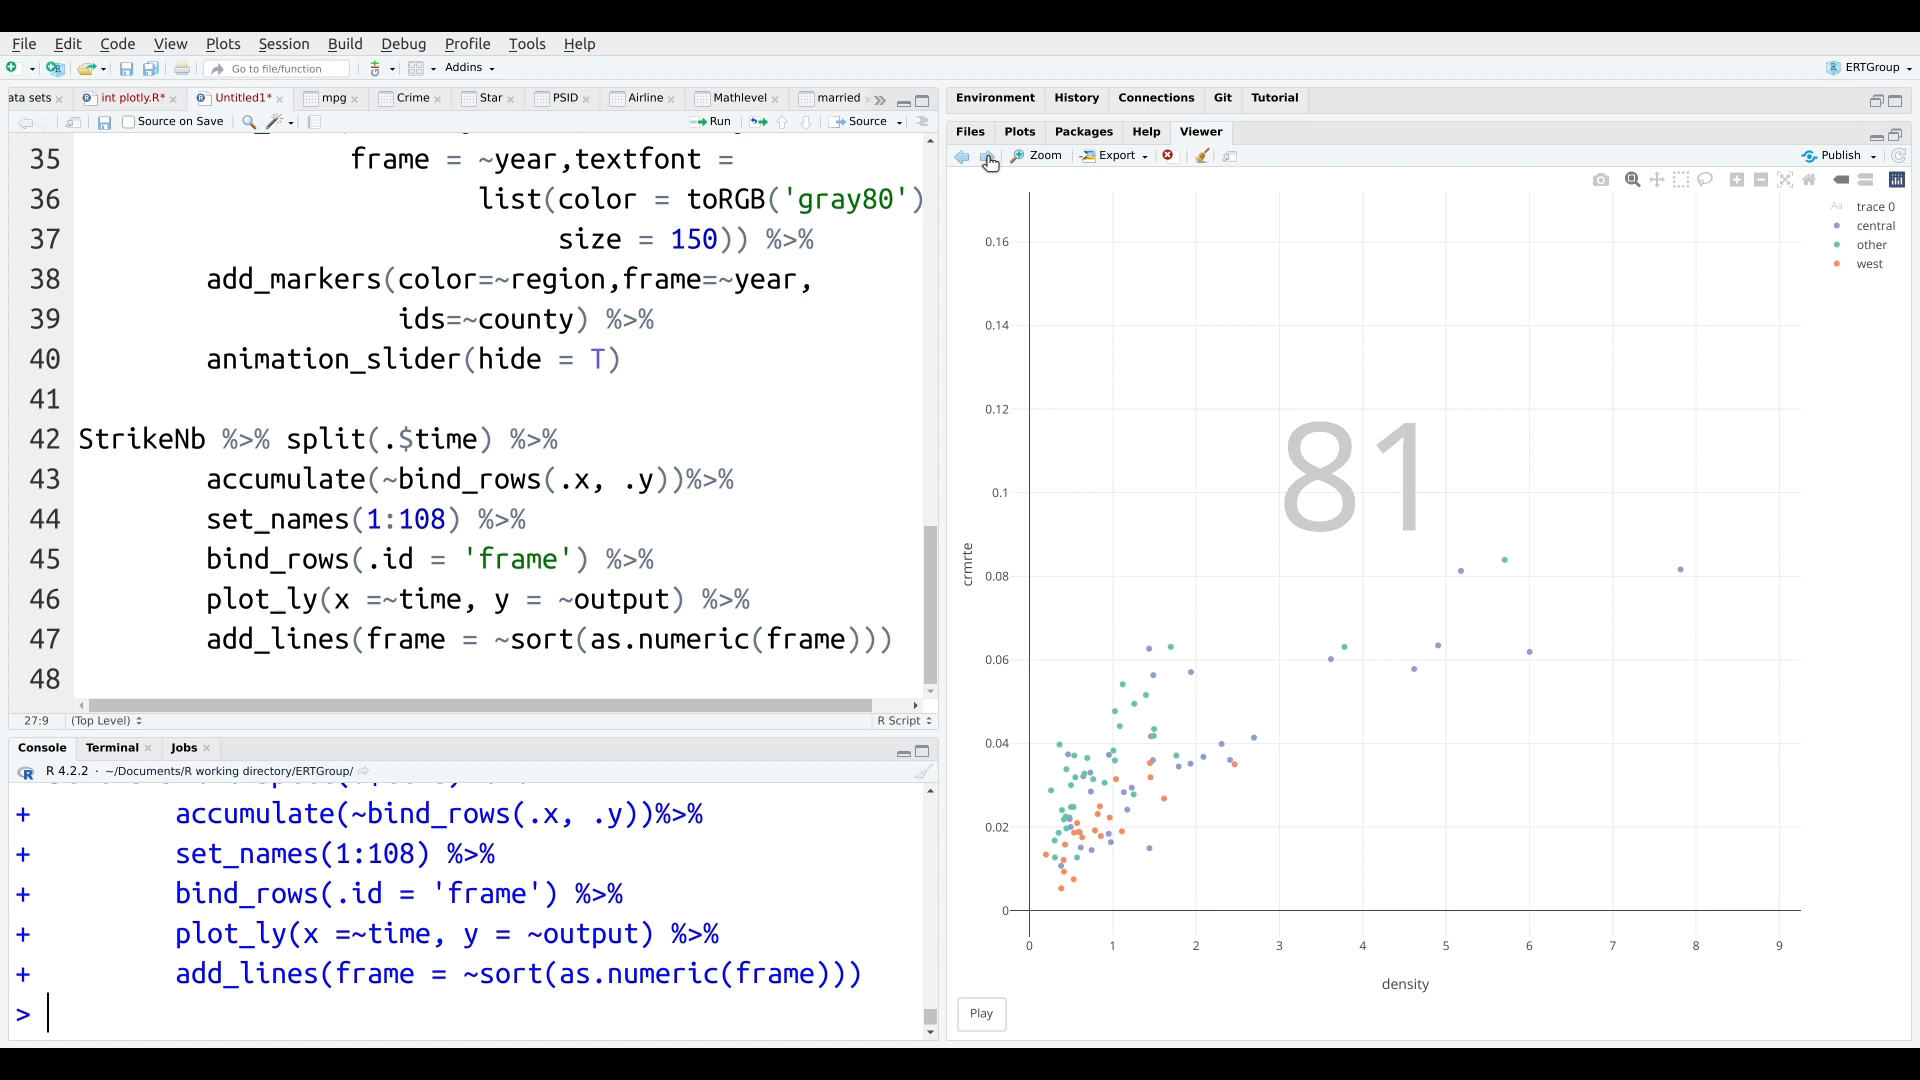 File Edit Code View Plots Session Build Debug Profile Tools Help
Go to file/function Addins ERTGroup
ata sets int plotly.R* Untitled1* mpg Crime Star PSID Airline Mathlevel married
Source on Save Run Source
35 frame = ~year,textfont =
36 list(color = toRGB('gray80')
37 size = 150)) %>%
38 add_markers(color=~region,frame=~year,
39 ids=~county) %>%
40 animation_slider(hide = T)
41
42 StrikeNb %>% split(.$time) %>%
43 accumulate(~bind_rows(.x, .y))%>%
44 set_names(1:108) %>%
45 bind_rows(.id = 'frame') %>%
46 plot_ly(x =~time, y = ~output) %>%
47 add_lines(frame = ~sort(as.numeric(frame)))
48
27:9 (Top Level) R Script
Console Terminal Jobs
R 4.2.2 · ~/Documents/R working directory/ERTGroup/
+ accumulate(~bind_rows(.x, .y))%>%
+ set_names(1:108) %>%
+ bind_rows(.id = 'frame') %>%
+ plot_ly(x =~time, y = ~output) %>%
+ add_lines(frame = ~sort(as.numeric(frame)))
>
Environment History Connections Git Tutorial
Files Plots Packages Help Viewer
Zoom Export Publish
Aa trace 0
central
other
west
0.16
0.14
0.12
0.1
0.08
0.06
0.04
0.02
0
crmrte
81
0 1 2 3 4 5 6 7 8 9
density
Play